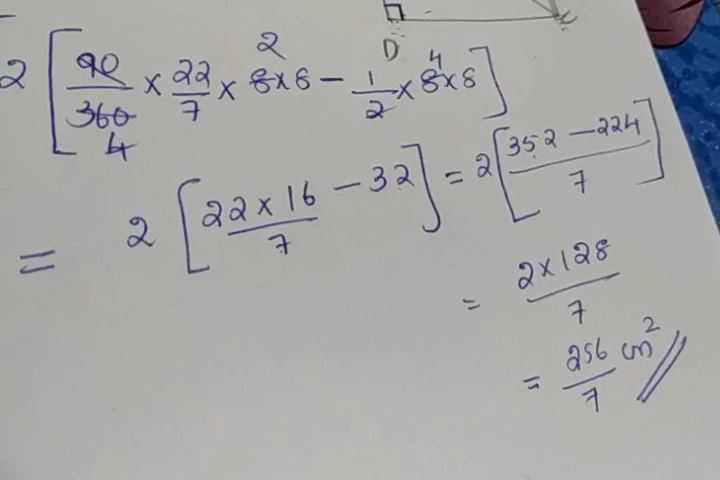 D C
2 [ 90/360 4 × 22/7 × 2 8×8 − 1/2 × 4 8×8 ]
= 2 [ 22×16/7 − 32 ] = 2 [ 352 − 224/7 ]
= 2×128/7
= 256/7 cm²